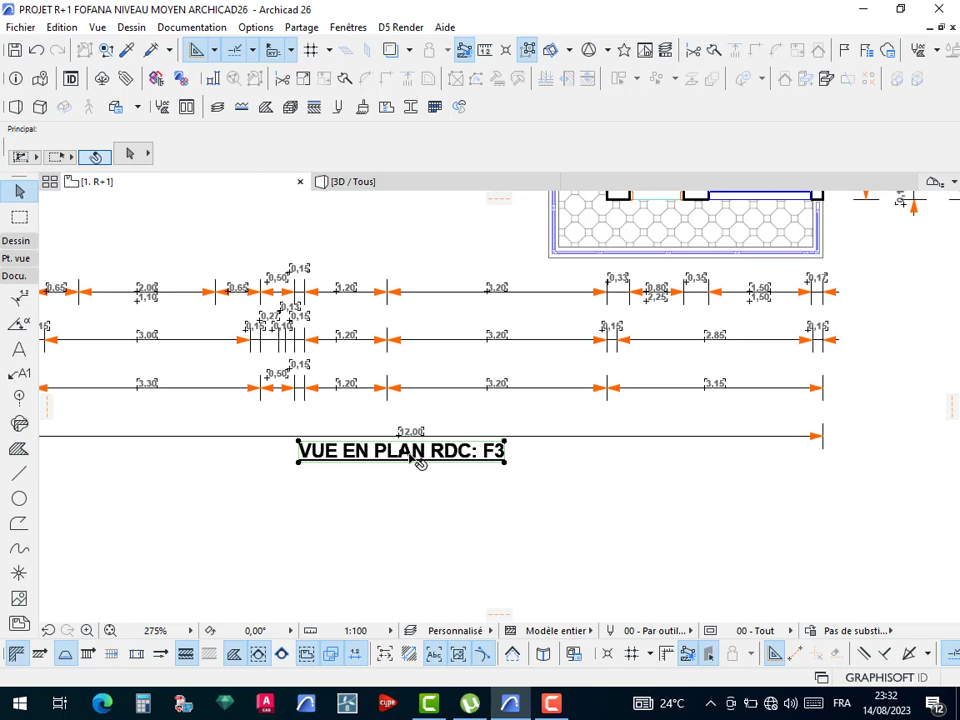 PROJET R+1 FOFANA NIVEAU MOYEN ARCHICAD26 - Archicad 26
Fichier Edition Vue Dessin Documentation Options Partage Fenêtres D5 Render Aide
Principal:
[1. R+1] [3D / Tous]
Dessin
Pt. vue
Docu.
0,15
0,50 0,33 0,35 0,17
0,65 2,00 0,65 1,20 3,20 0,80 1,50
1,10 2,25 1,50
0,27 0,15
0,15 0,10 0,15 0,15
3,00 1,20 3,20 2,85
0,15
0,50
3,30 1,20 3,20 3,15
12,00
VUE EN PLAN RDC: F3
275% 0,00° 1:100 Personnalisé Modèle entier 00 - Par outil... 00 - Tout Pas de substi...
GRAPHISOFT ID
24°C FRA 23:32
14/08/2023
12